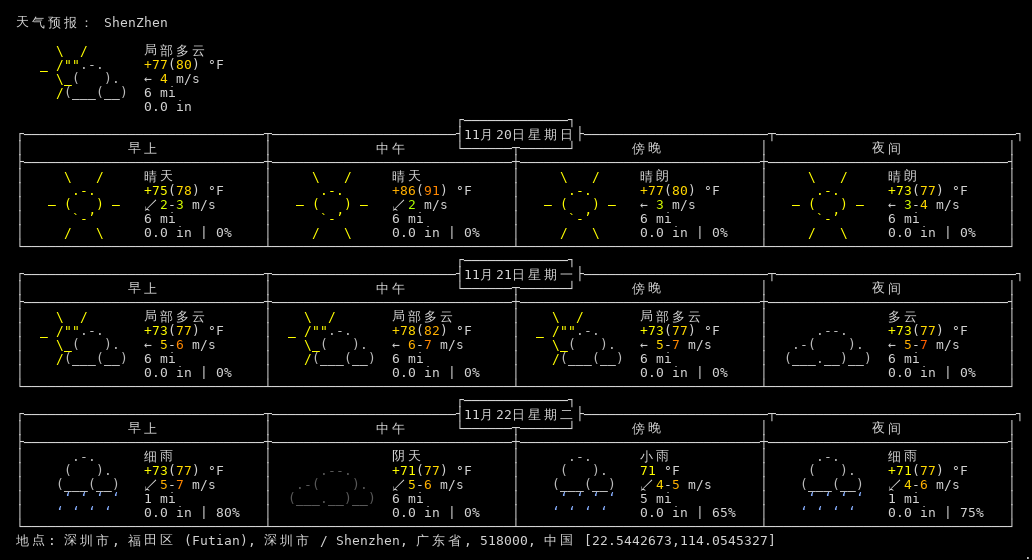 天气预报： ShenZhen
局部多云
+77(80) °F
← 4 m/s
6 mi
0.0 in
11月20日星期日
早上 中午 傍晚 夜间
晴天 晴天 晴朗 晴朗
+75(78) °F +86(91) °F +77(80) °F +73(77) °F
↙ 2-3 m/s ↙ 2 m/s ← 3 m/s ← 3-4 m/s
6 mi 6 mi 6 mi 6 mi
0.0 in | 0% 0.0 in | 0% 0.0 in | 0% 0.0 in | 0%
11月21日星期一
早上 中午 傍晚 夜间
局部多云 局部多云 局部多云 多云
+73(77) °F +78(82) °F +73(77) °F +73(77) °F
← 5-6 m/s ← 6-7 m/s ← 5-7 m/s ← 5-7 m/s
6 mi 6 mi 6 mi 6 mi
0.0 in | 0% 0.0 in | 0% 0.0 in | 0% 0.0 in | 0%
11月22日星期二
早上 中午 傍晚 夜间
细雨 阴天 小雨 细雨
+73(77) °F +71(77) °F 71 °F +71(77) °F
↙ 5-7 m/s ↙ 5-6 m/s ↙ 4-5 m/s ↙ 4-6 m/s
1 mi 6 mi 5 mi 1 mi
0.0 in | 80% 0.0 in | 0% 0.0 in | 65% 0.0 in | 75%
地点: 深圳市, 福田区 (Futian), 深圳市 / Shenzhen, 广东省, 518000, 中国 [22.5442673,114.0545327]